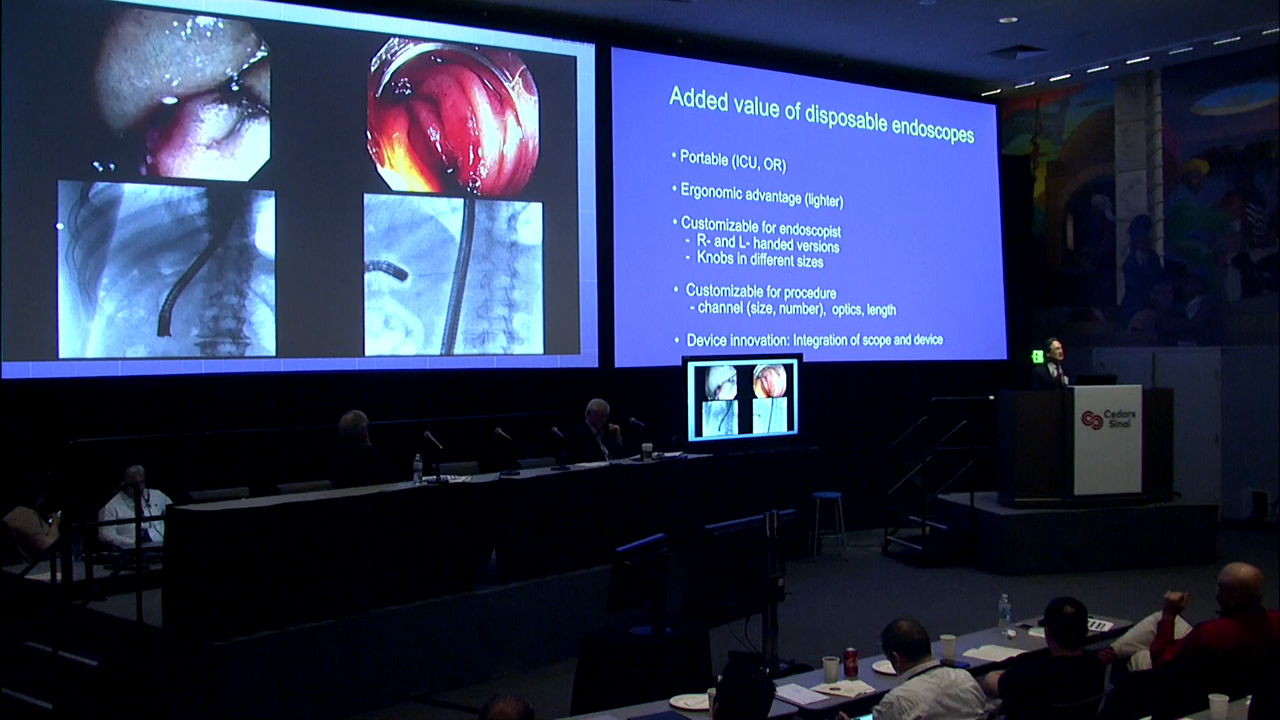 Added value of disposable endoscopes
• Portable (ICU, OR)
• Ergonomic advantage (lighter)
• Customizable for endoscopist
- R- and L- handed versions
- Knobs in different sizes
• Customizable for procedure
- channel (size, number), optics, length
• Device innovation: Integration of scope and device
Cedars
Sinai